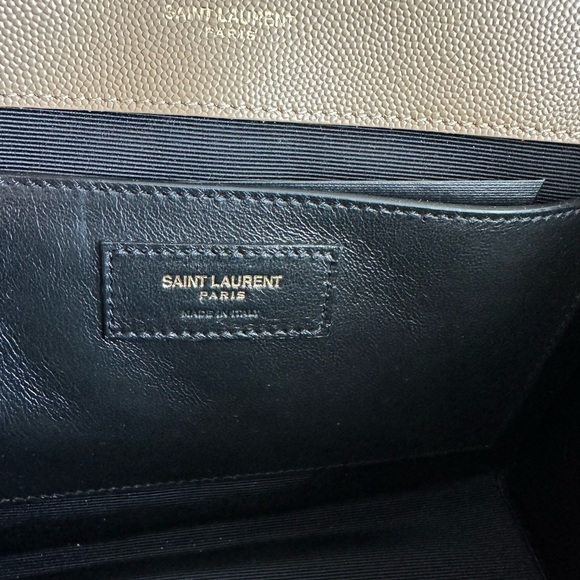 SAINT LAURENT
PARIS
SAINT LAURENT
PARIS
MADE IN ITALY